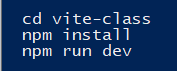 cd vite-class
npm install
npm run dev